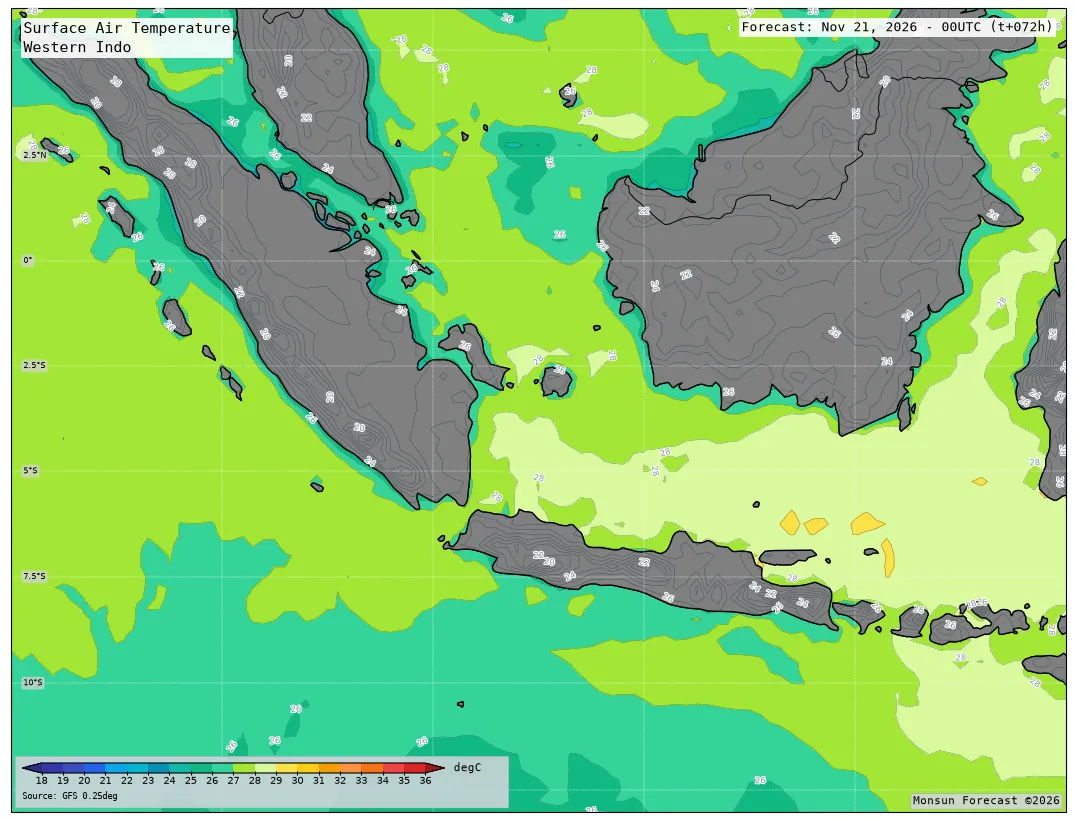 Surface Air Temperature
Western Indo
Forecast: Nov 21, 2026 - 00UTC (t+072h)
2.5°N
0°
2.5°S
5°S
7.5°S
10°S
18 19 20 21 22 23 24 25 26 27 28 29 30 31 32 33 34 35 36
degC
Source: GFS 0.25deg
Monsun Forecast ©2026